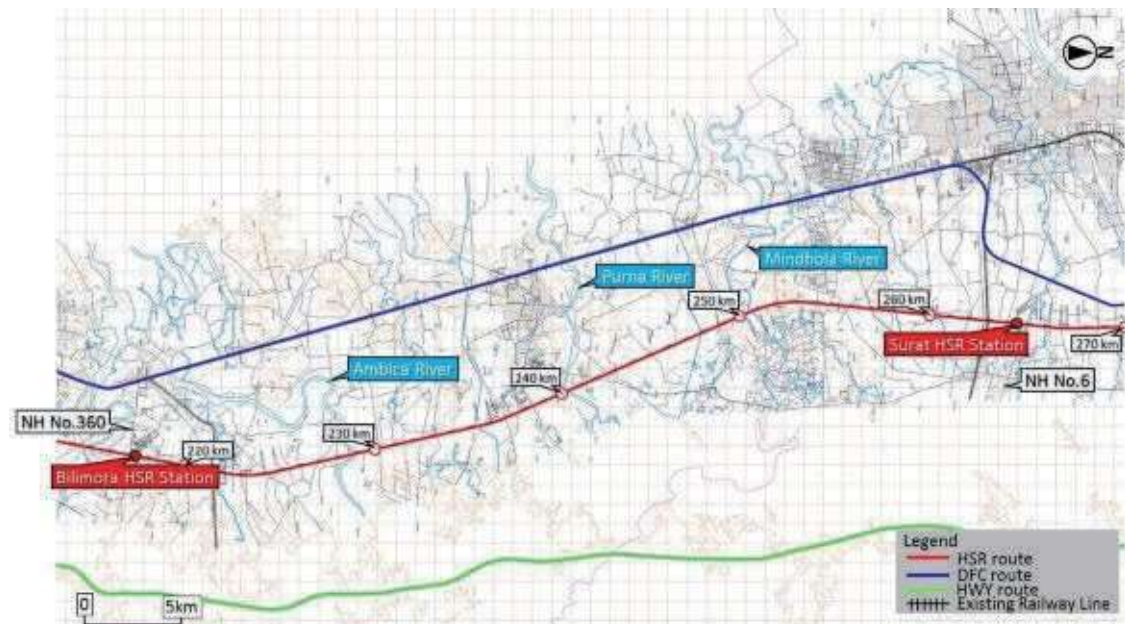 N
Mindhola River
Purna River
250 km
260 km
Surat HSR Station
270 km
Ambica River
240 km
NH No.6
NH No.360
230 km
220 km
Bilimora HSR Station
Legend
HSR route
DFC route
HWY route
Existing Railway Line
0
5km